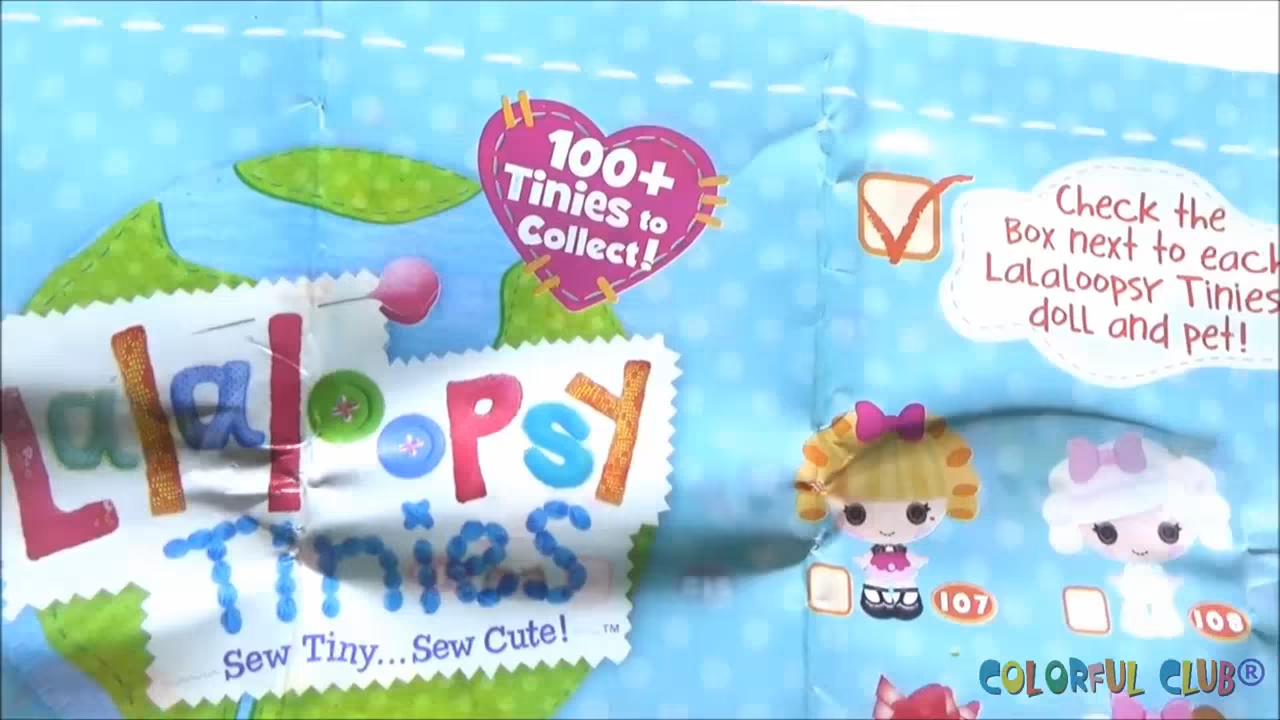 100+
Tinies to
Collect!
Check the
Box next to each
Lalaloopsy Tinies
doll and pet!
Lalaloopsy
Tinies
Sew Tiny...Sew Cute! ™
107
108
COLORFUL CLUB®